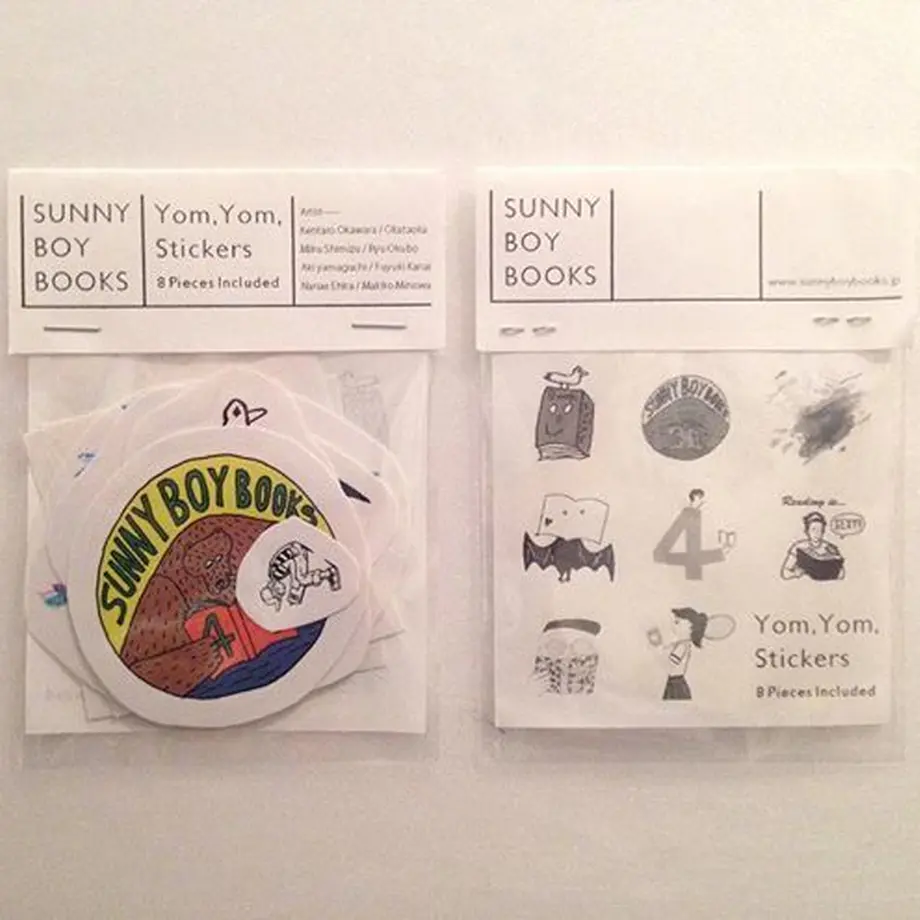 SUNNY
BOY
BOOKS
Yom,Yom,
Stickers
8 Pieces Included
Artist
Kentaro Okawara /
Miho Shimizu / Ryu Okubo
Aki yamaguchi / Fuyuki Kanai
Nanae Ehira / Makiko Minowa
SUNNY BOY BOOKS
4
SUNNY
BOY
BOOKS
www.sunnyboybooks.jp
SUNNY BOY BOOKS
4
Reading is...
SEXY!
Yom,Yom,
Stickers
8 Pieces Included